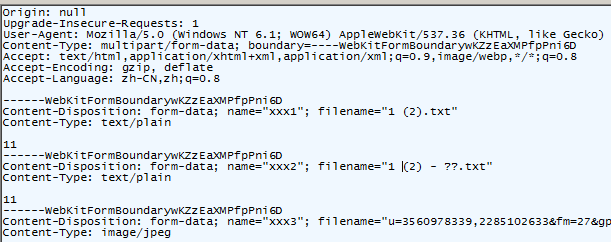 Origin: null
Upgrade-Insecure-Requests: 1
User-Agent: Mozilla/5.0 (Windows NT 6.1; WOW64) AppleWebKit/537.36 (KHTML, like Gecko)
Content-Type: multipart/form-data; boundary=----WebKitFormBoundarywKZzEaXMPfpPni6D
Accept: text/html,application/xhtml+xml,application/xml;q=0.9,image/webp,*/*;q=0.8
Accept-Encoding: gzip, deflate
Accept-Language: zh-CN,zh;q=0.8
------WebKitFormBoundarywKZzEaXMPfpPni6D
Content-Disposition: form-data; name="xxx1"; filename="1 (2).txt"
Content-Type: text/plain
11
------WebKitFormBoundarywKZzEaXMPfpPni6D
Content-Disposition: form-data; name="xxx2"; filename="1 (2) - ??.txt"
Content-Type: text/plain
11
------WebKitFormBoundarywKZzEaXMPfpPni6D
Content-Disposition: form-data; name="xxx3"; filename="u=3560978339,2285102633&fm=27&gp
Content-Type: image/jpeg